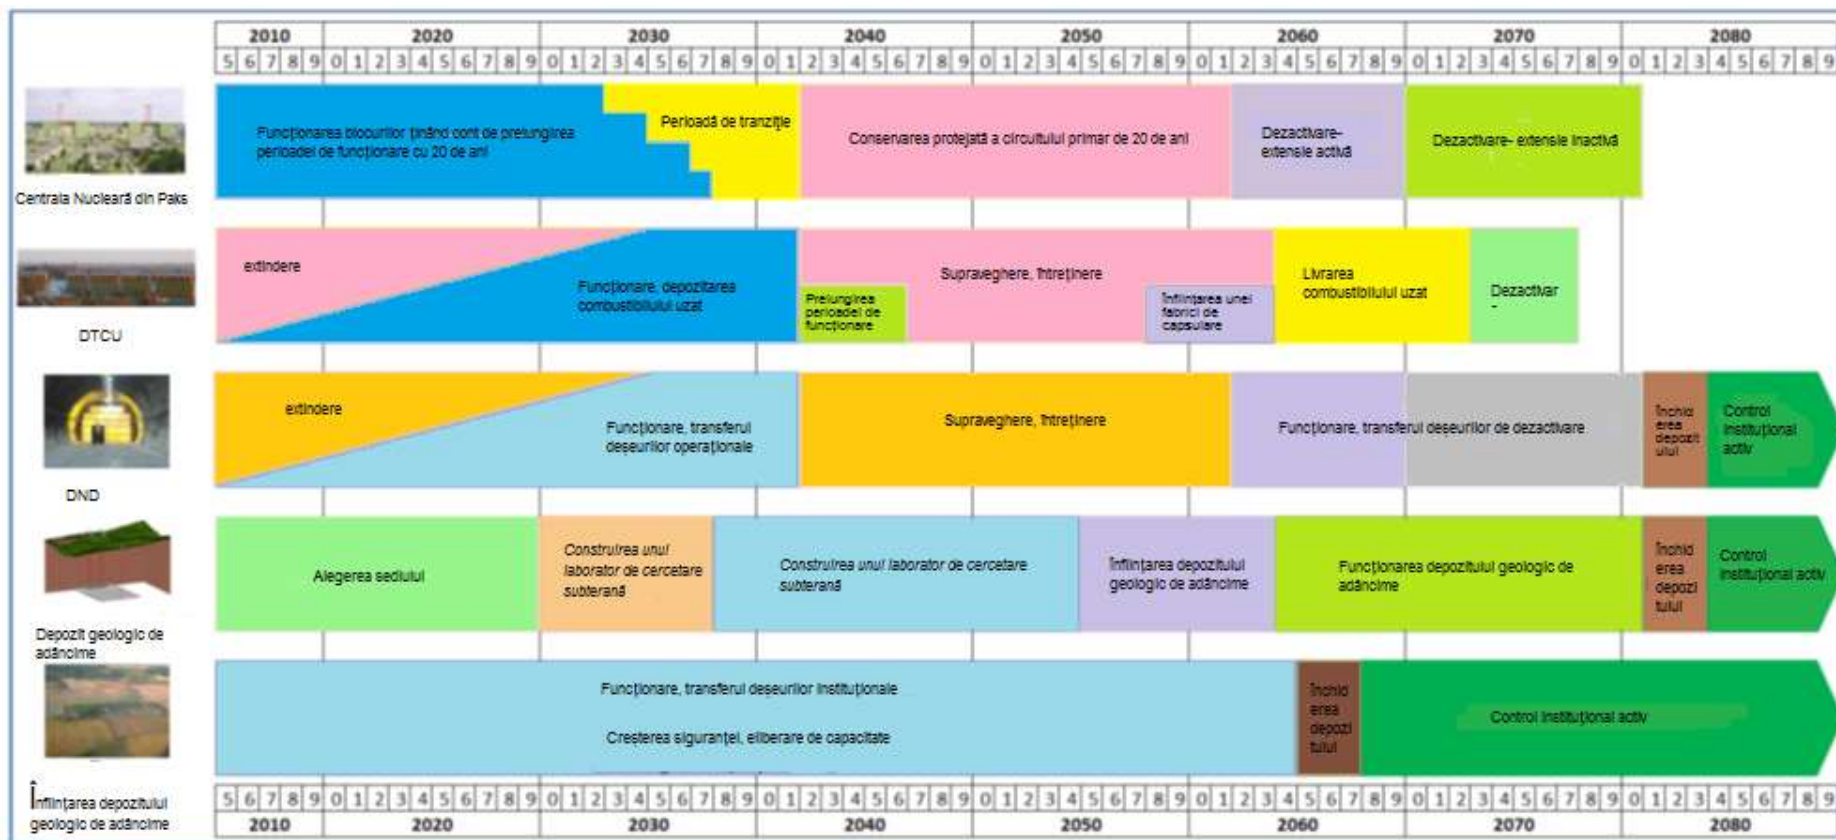 2010 2020 2030 2040 2050 2060 2070 2080
5 6 7 8 9 0 1 2 3 4 5 6 7 8 9 0 1 2 3 4 5 6 7 8 9 0 1 2 3 4 5 6 7 8 9 0 1 2 3 4 5 6 7 8 9 0 1 2 3 4 5 6 7 8 9 0 1 2 3 4 5 6 7 8 9 0 1 2 3 4 5 6 7 8 9
Centrala Nucleară din Paks
Funcționarea blocurilor ținând cont de prelungirea
perioadei de funcționare cu 20 de ani
Perioadă de tranziție
Conservarea protejată a circuitului primar de 20 de ani
Dezactivare-
extensie activă
Dezactivare- extensie inactivă
DTCU
extindere
Funcționare, depozitarea
combustibilului uzat
Prelungirea
perioadei de
funcționare
Supraveghere, întreținere
Înființarea unei
fabrici de
capsulare
Livrarea
combustibilului uzat
Dezactivar
-
DND
extindere
Funcționare, transferul
deșeurilor operaționale
Supraveghere, întreținere
Funcționare, transferul deșeurilor de dezactivare
Închid
erea
depozit
ului
Control
instituțional
activ
Depozit geologic de
adâncime
Alegerea sediului
Construirea unui
laborator de cercetare
subterană
Construirea unui laborator de cercetare
subterană
Înființarea depozitului
geologic de adâncime
Funcționarea depozitului geologic de
adâncime
Închid
erea
depozi
tului
Control
instituțional activ
Înființarea depozitului
geologic de adâncime
Funcționare, transferul deșeurilor instituționale
Creșterea siguranței, eliberare de capacitate
Închid
erea
depozi
tului
Control instituțional activ
5 6 7 8 9 0 1 2 3 4 5 6 7 8 9 0 1 2 3 4 5 6 7 8 9 0 1 2 3 4 5 6 7 8 9 0 1 2 3 4 5 6 7 8 9 0 1 2 3 4 5 6 7 8 9 0 1 2 3 4 5 6 7 8 9 0 1 2 3 4 5 6 7 8 9
2010 2020 2030 2040 2050 2060 2070 2080